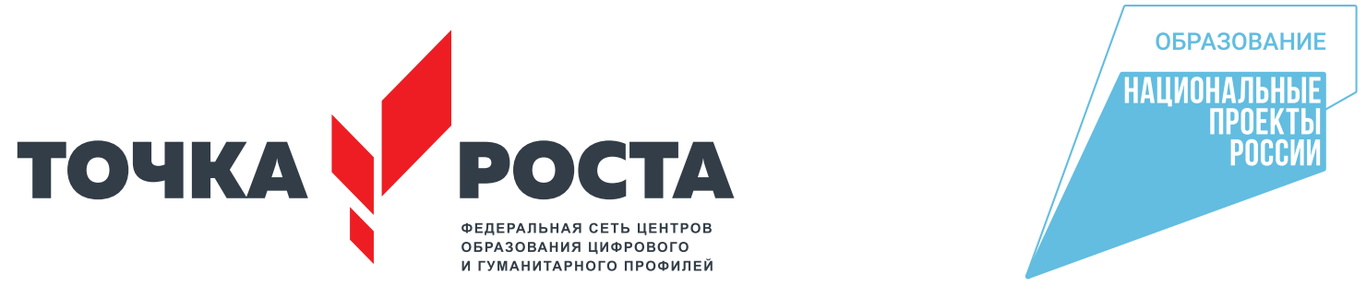 ТОЧКА РОСТА
ФЕДЕРАЛЬНАЯ СЕТЬ ЦЕНТРОВ
ОБРАЗОВАНИЯ ЦИФРОВОГО
И ГУМАНИТАРНОГО ПРОФИЛЕЙ
ОБРАЗОВАНИЕ
НАЦИОНАЛЬНЫЕ
ПРОЕКТЫ
РОССИИ